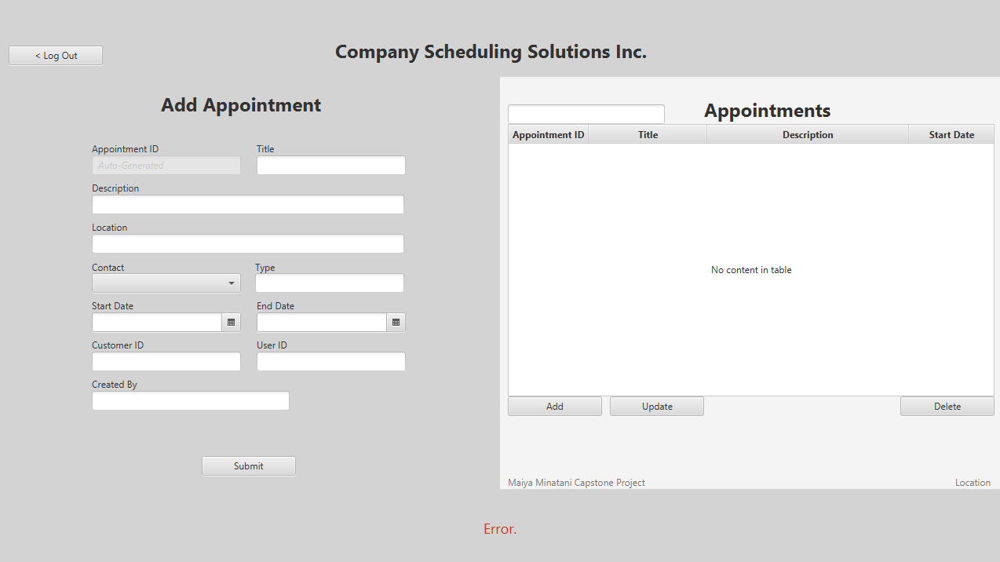 < Log Out
Company Scheduling Solutions Inc.
Add Appointment
Appointment ID Title
Auto-Generated
Description
Location
Contact Type
Start Date End Date
Customer ID User ID
Created By
Submit
Appointments
Appointment ID Title Description Start Date
No content in table
Add Update Delete
Maiya Minatani Capstone Project Location
Error.